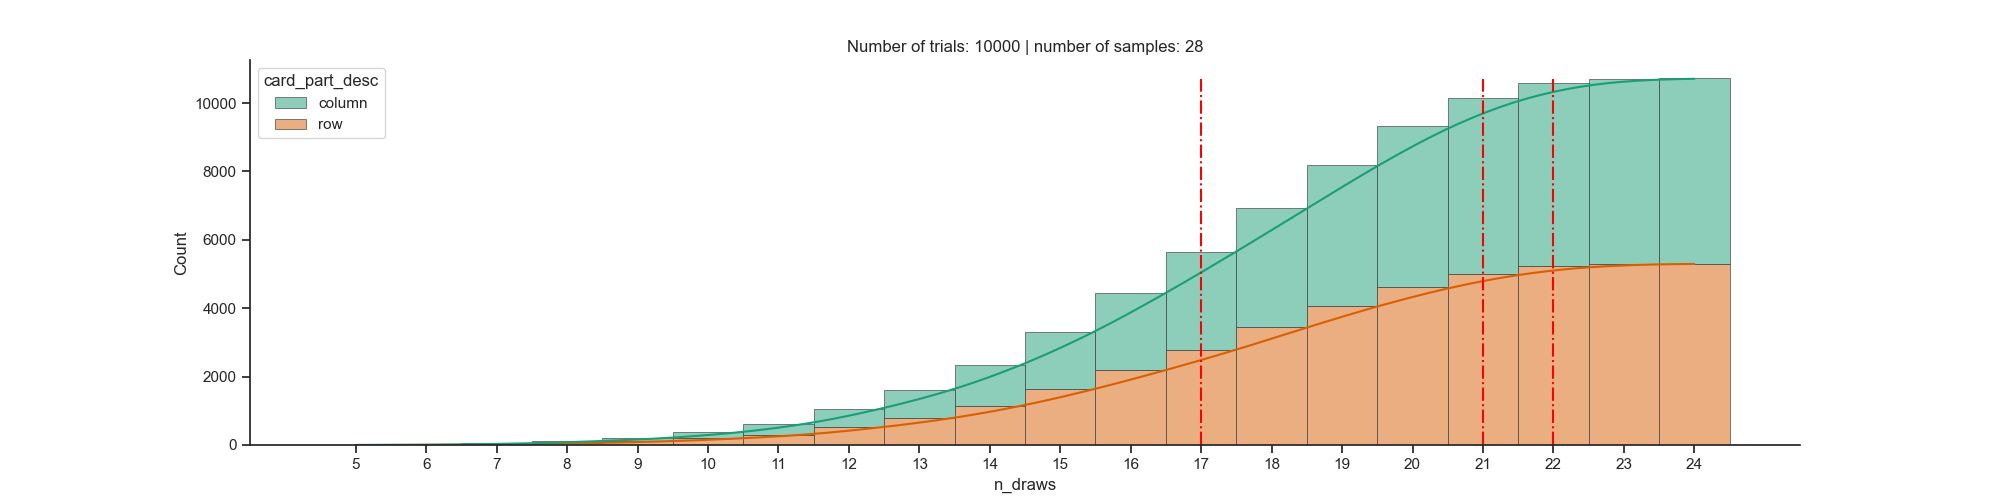 Number of trials: 10000 | number of samples: 28
card_part_desc
column
row
Count
10000
8000
6000
4000
2000
0
5 6 7 8 9 10 11 12 13 14 15 16 17 18 19 20 21 22 23 24
n_draws